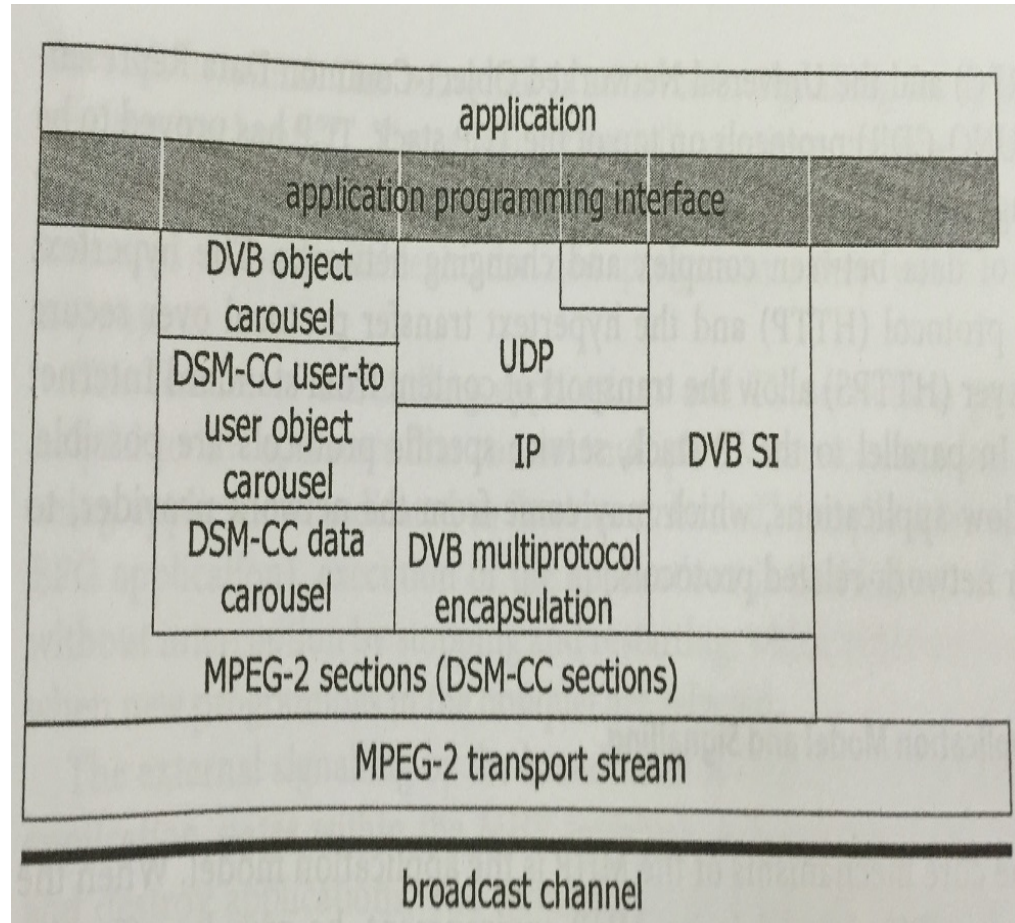 application
application programming interface
DVB object
carousel
DSM-CC user-to
user object
carousel
DSM-CC data
carousel
UDP
IP
DVB multiprotocol
encapsulation
DVB SI
MPEG-2 sections (DSM-CC sections)
MPEG-2 transport stream
broadcast channel